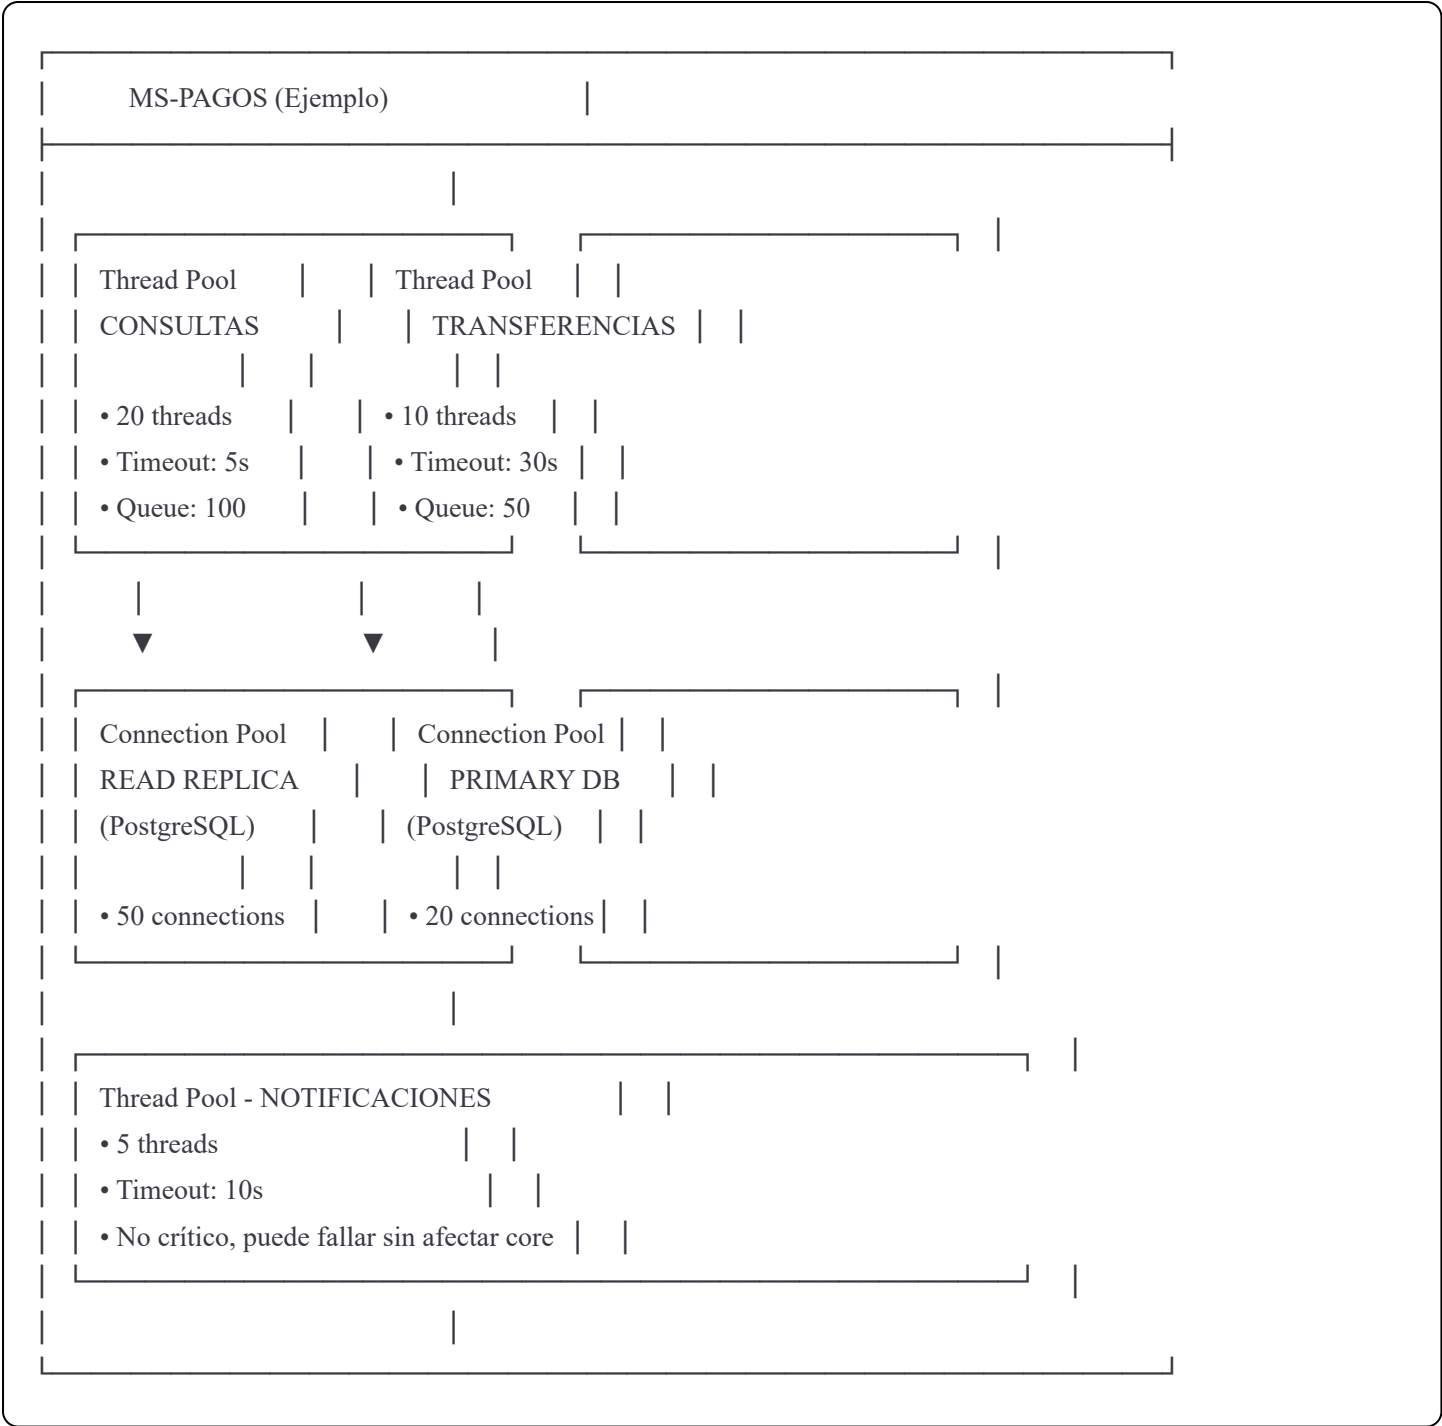 MS-PAGOS (Ejemplo)
Thread Pool Thread Pool
CONSULTAS TRANSFERENCIAS
• 20 threads • 10 threads
• Timeout: 5s • Timeout: 30s
• Queue: 100 • Queue: 50
▼ ▼
Connection Pool Connection Pool
READ REPLICA PRIMARY DB
(PostgreSQL) (PostgreSQL)
• 50 connections • 20 connections
Thread Pool - NOTIFICACIONES
• 5 threads
• Timeout: 10s
• No crítico, puede fallar sin afectar core